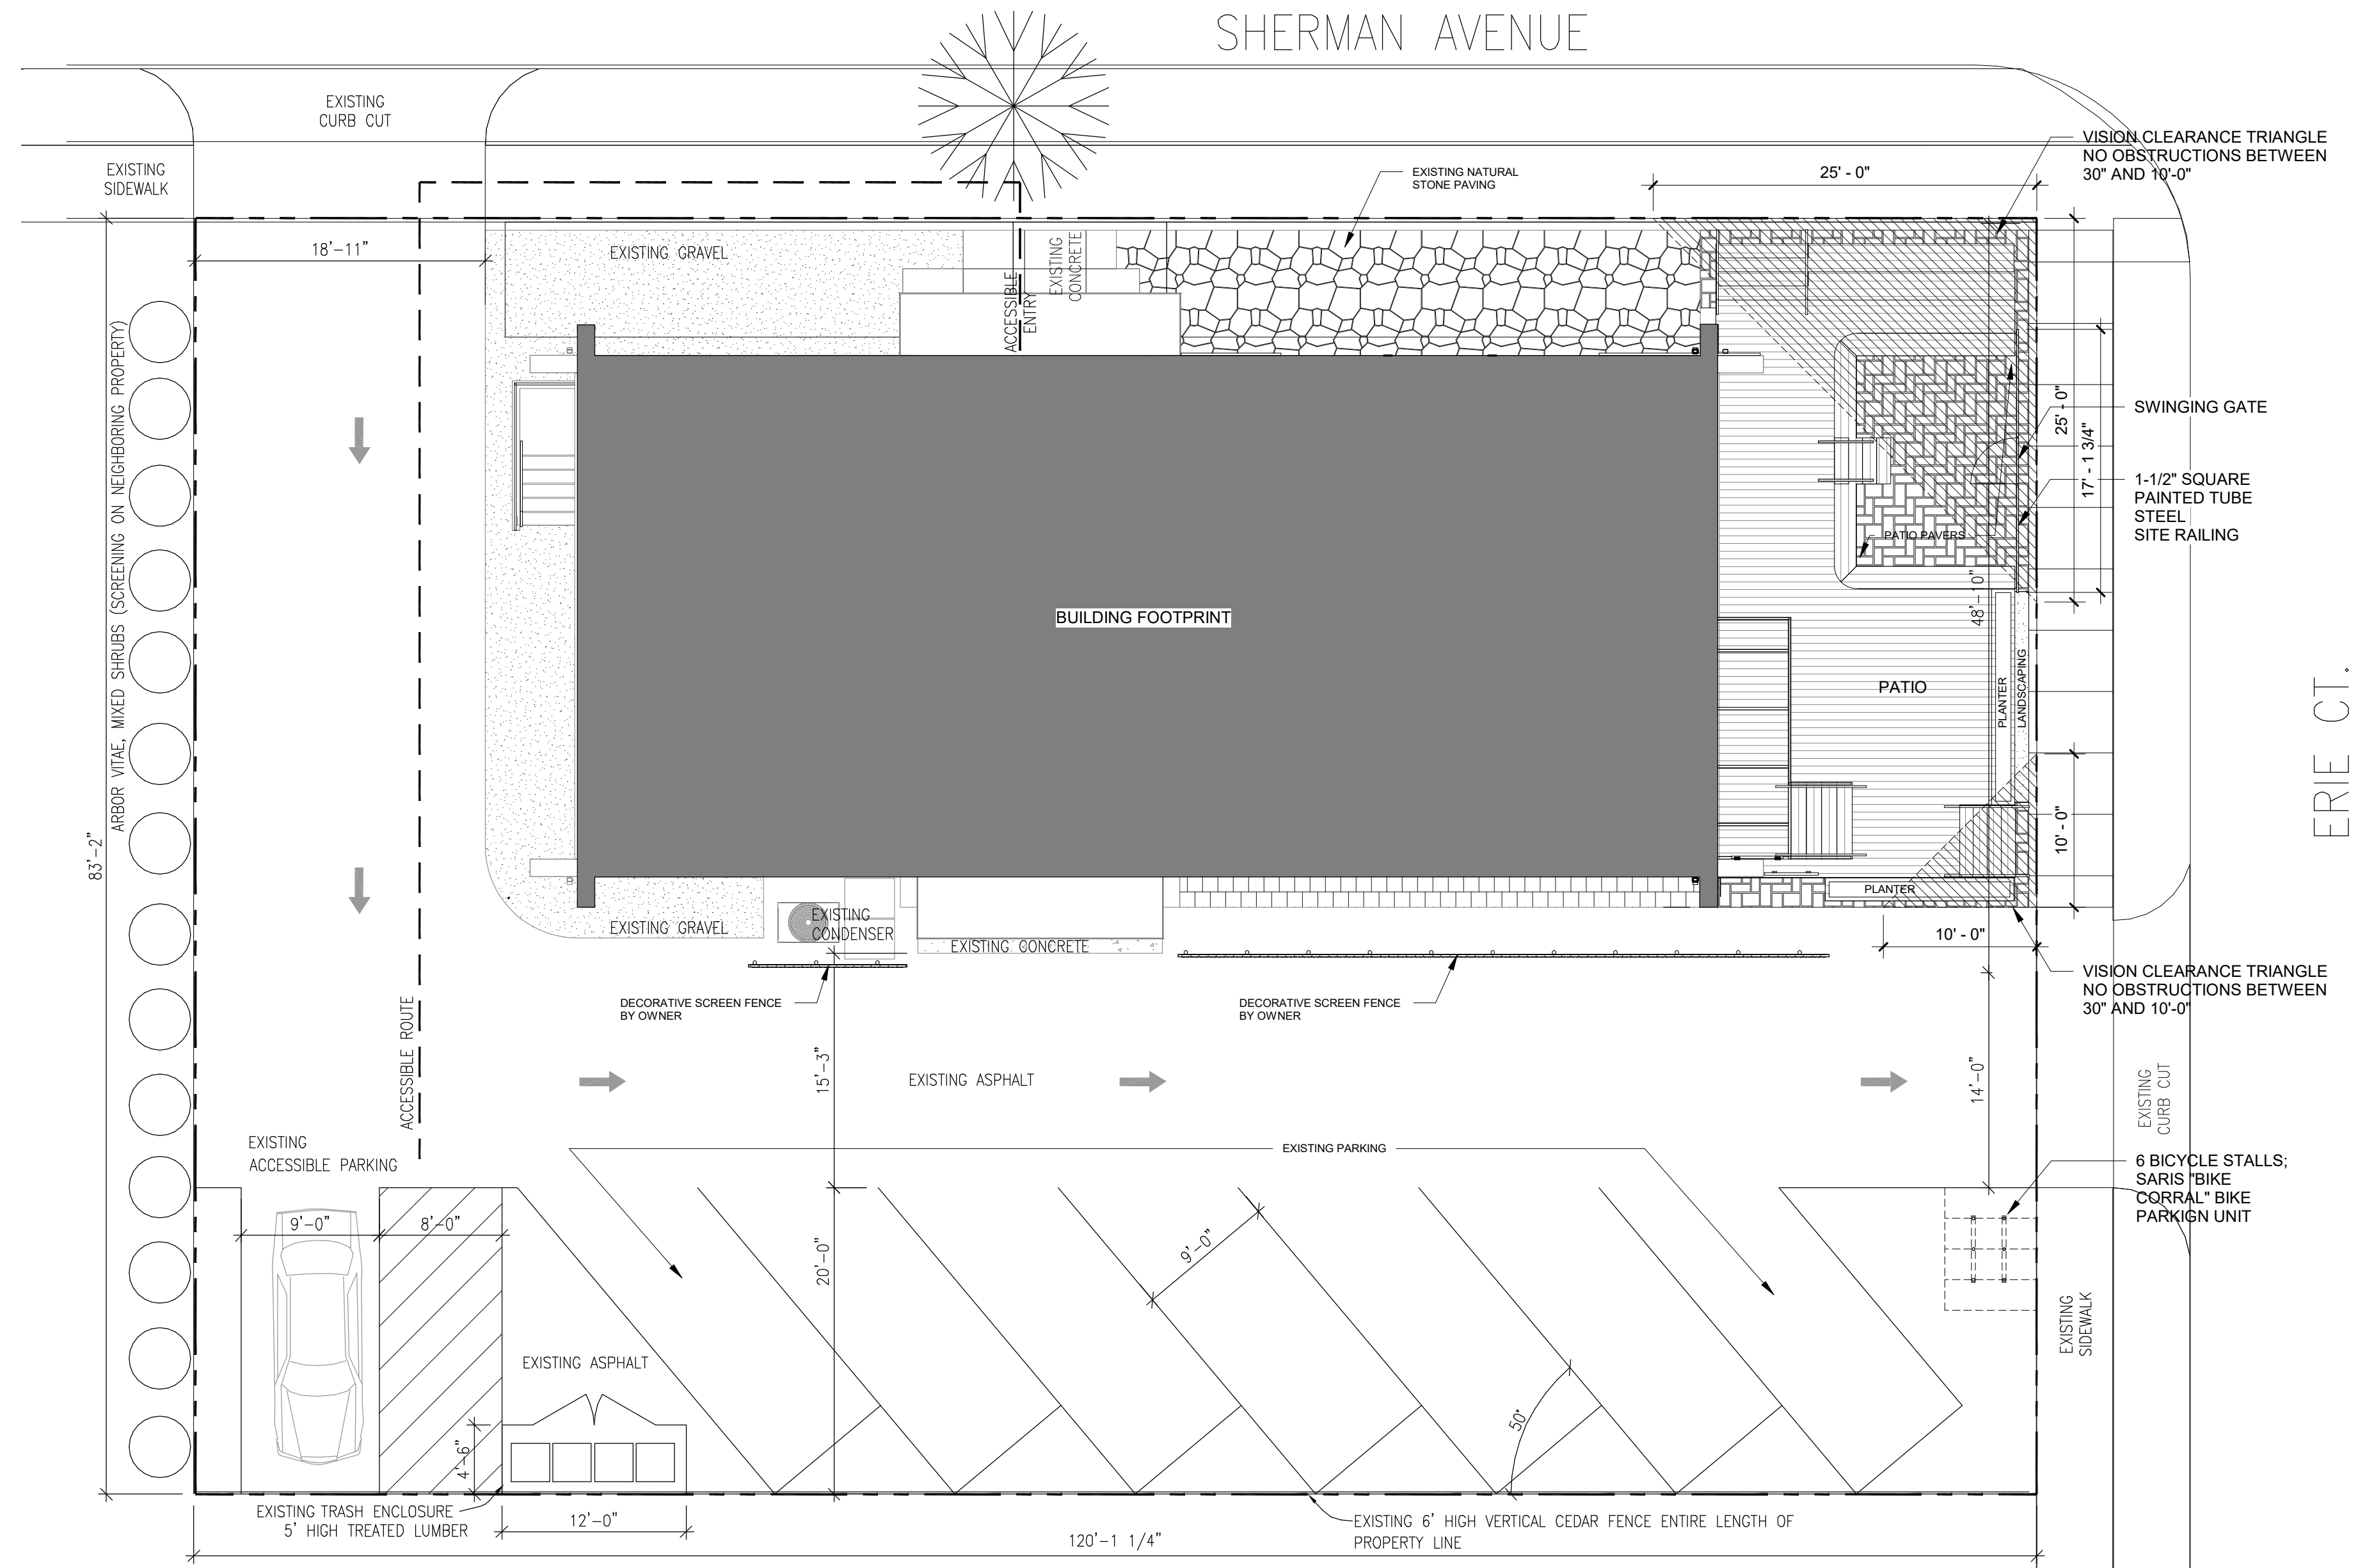 SHERMAN AVENUE
EXISTING
CURB CUT
EXISTING
SIDEWALK
EXISTING NATURAL
STONE PAVING
25' - 0"
VISION CLEARANCE TRIANGLE
NO OBSTRUCTIONS BETWEEN
30" AND 10'-0"
18'-11"
EXISTING GRAVEL
ACCESSIBLE
ENTRY
EXISTING
CONCRETE
ARBOR VITAE, MIXED SHRUBS (SCREENING ON NEIGHBORING PROPERTY)
83'-2"
25' - 0"
17' - 1 3/4"
SWINGING GATE
1-1/2" SQUARE
PAINTED TUBE
STEEL
SITE RAILING
PATIO PAVERS
48'-10"
BUILDING FOOTPRINT
PATIO
PLANTER
LANDSCAPING
ERIE CT.
10' - 0"
PLANTER
EXISTING GRAVEL
EXISTING
CONDENSER
EXISTING CONCRETE
10' - 0"
VISION CLEARANCE TRIANGLE
NO OBSTRUCTIONS BETWEEN
30" AND 10'-0"
DECORATIVE SCREEN FENCE
BY OWNER
DECORATIVE SCREEN FENCE
BY OWNER
ACCESSIBLE ROUTE
15'-3"
EXISTING ASPHALT
14'-0"
EXISTING
CURB CUT
EXISTING
ACCESSIBLE PARKING
EXISTING PARKING
6 BICYCLE STALLS;
SARIS "BIKE
CORRAL" BIKE
PARKIGN UNIT
9'-0"
8'-0"
20'-0"
9'-0"
EXISTING
SIDEWALK
EXISTING ASPHALT
50°
4'-6"
EXISTING TRASH ENCLOSURE
5' HIGH TREATED LUMBER
12'-0"
EXISTING 6' HIGH VERTICAL CEDAR FENCE ENTIRE LENGTH OF
PROPERTY LINE
120'-1 1/4"